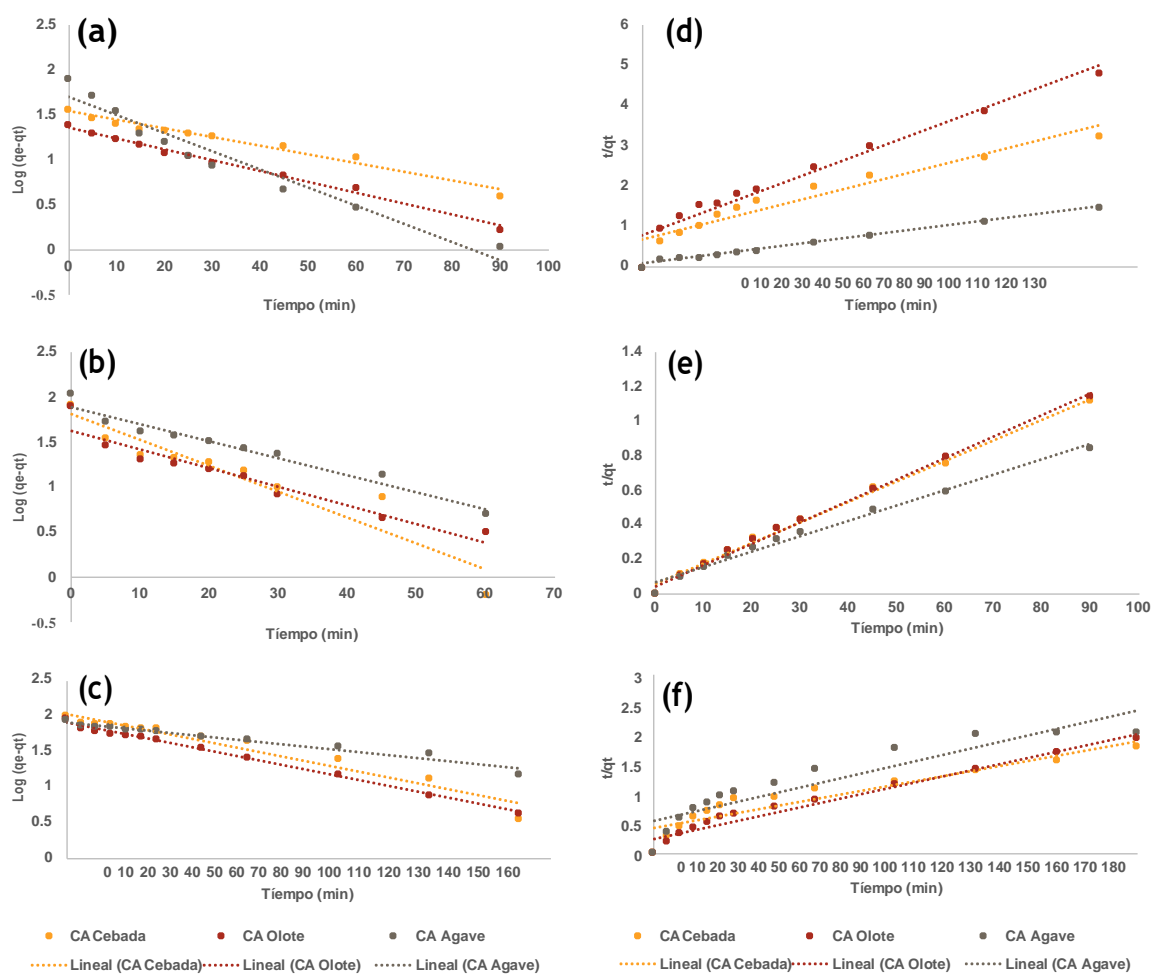 (a)
2.5
2
1.5
1
0.5
0
-0.5
Log (qe-qt)
0 10 20 30 40 50 60 70 80 90 100
Tíempo (min)
(d)
6
5
4
3
2
1
0
t/qt
0 10 20 30 40 50 60 70 80 90 100 110 120 130
Tíempo (min)
(b)
2.5
2
1.5
1
0.5
0
-0.5
Log (qe-qt)
0 10 20 30 40 50 60 70
Tíempo (min)
(e)
1.4
1.2
1
0.8
0.6
0.4
0.2
0
t/qt
0 10 20 30 40 50 60 70 80 90 100
Tíempo (min)
(c)
2.5
2
1.5
1
0.5
0
Log (qe-qt)
0 10 20 30 40 50 60 70 80 90 100 110 120 130 140 150 160
Tíempo (min)
(f)
3
2.5
2
1.5
1
0.5
0
t/qt
0 10 20 30 40 50 60 70 80 90 100 110 120 130 140 150 160 170 180
Tíempo (min)
CA Cebada CA Olote CA Agave
Lineal (CA Cebada) Lineal (CA Olote) Lineal (CA Agave)
CA Cebada CA Olote CA Agave
Lineal (CA Cebada) Lineal (CA Olote) Lineal (CA Agave)